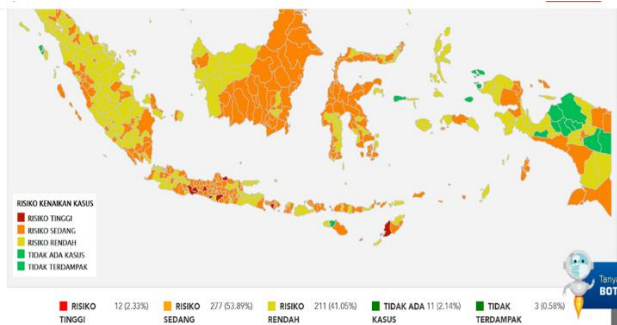 RISIKO KENAIKAN KASUS
RISIKO TINGGI
RISIKO SEDANG
RISIKO RENDAH
TIDAK ADA KASUS
TIDAK TERDAMPAK
Tanya
BOT
RISIKO TINGGI 12 (2.33%)
RISIKO SEDANG 277 (53.89%)
RISIKO RENDAH 211 (41.05%)
TIDAK ADA KASUS 11 (2.14%)
TIDAK TERDAMPAK 3 (0.58%)